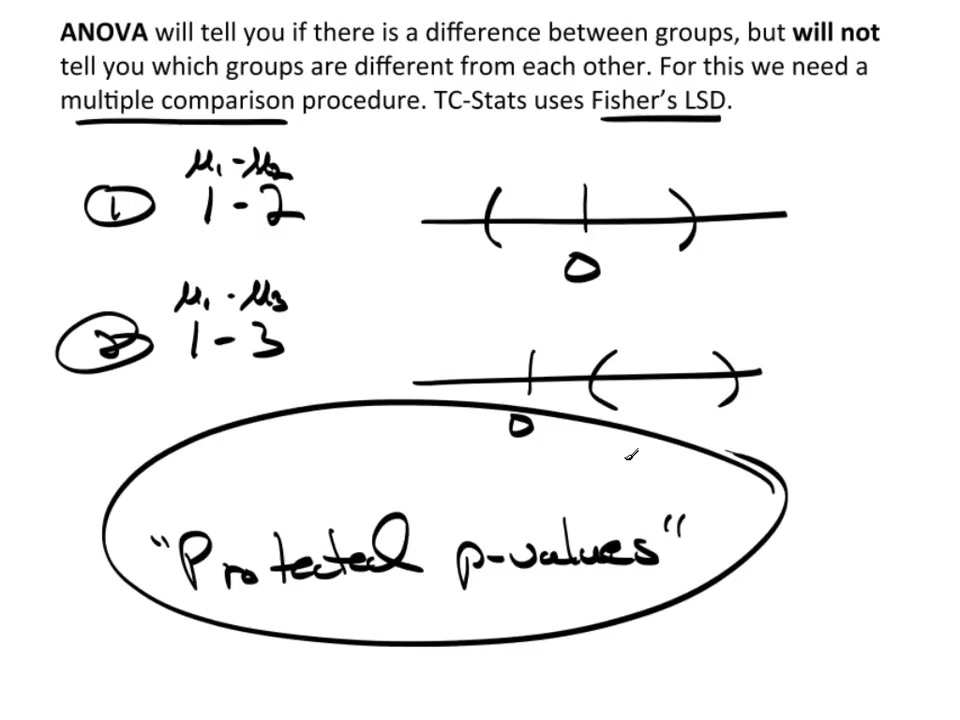 ANOVA will tell you if there is a difference between groups, but will not
tell you which groups are different from each other. For this we need a
multiple comparison procedure. TC-Stats uses Fisher's LSD.
μ₁ - μ₂
① 1 - 2
0
μ₁ - μ₃
② 1 - 3
0
"Protected p-values"